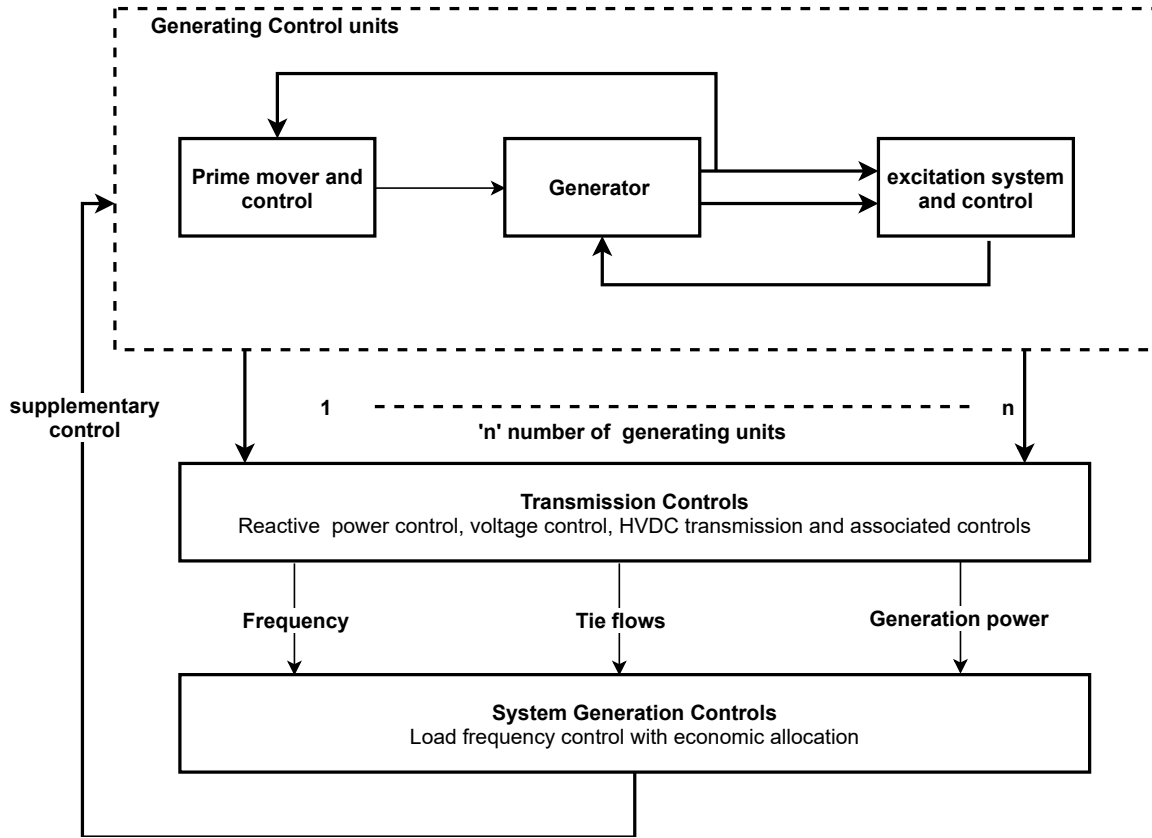 Generating Control units
Prime mover and
control
Generator
excitation system
and control
supplementary
control
1
n
'n' number of generating units
Transmission Controls
Reactive power control, voltage control, HVDC transmission and associated controls
Frequency
Tie flows
Generation power
System Generation Controls
Load frequency control with economic allocation